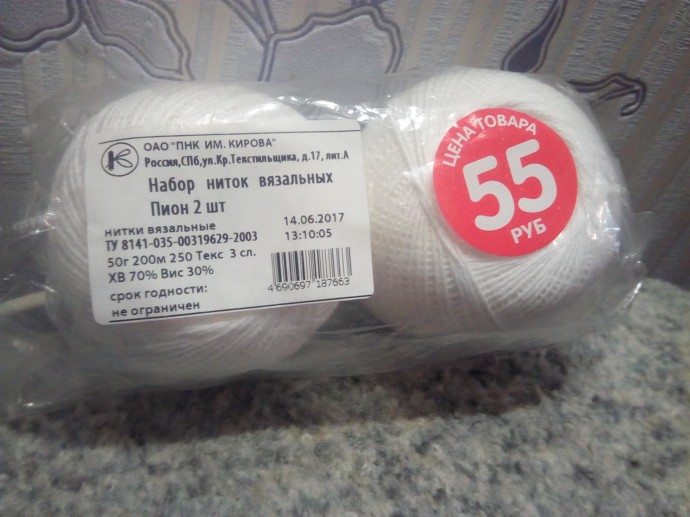 ОАО "ПНК ИМ. КИРОВА"
Россия,СПб,ул.Кр.Текстильщика, д.17, лит.А
Набор ниток вязальных
Пион 2 шт
нитки вязальные
14.06.2017
ТУ 8141-035-00319629-2003
13:10:05
50г 200м 250 Текс 3 сл.
ХВ 70% Вис 30%
срок годности:
не ограничен
4 690697 187663
К
ЦЕНА ТОВАРА
55
РУБ